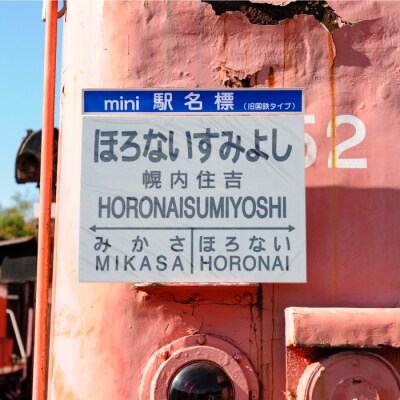 mini 駅名標 (旧国鉄タイプ)
ほろないすみよし
幌内住吉
HORONAISUMIYOSHI
みかさ ほろない
MIKASA HORONAI
52